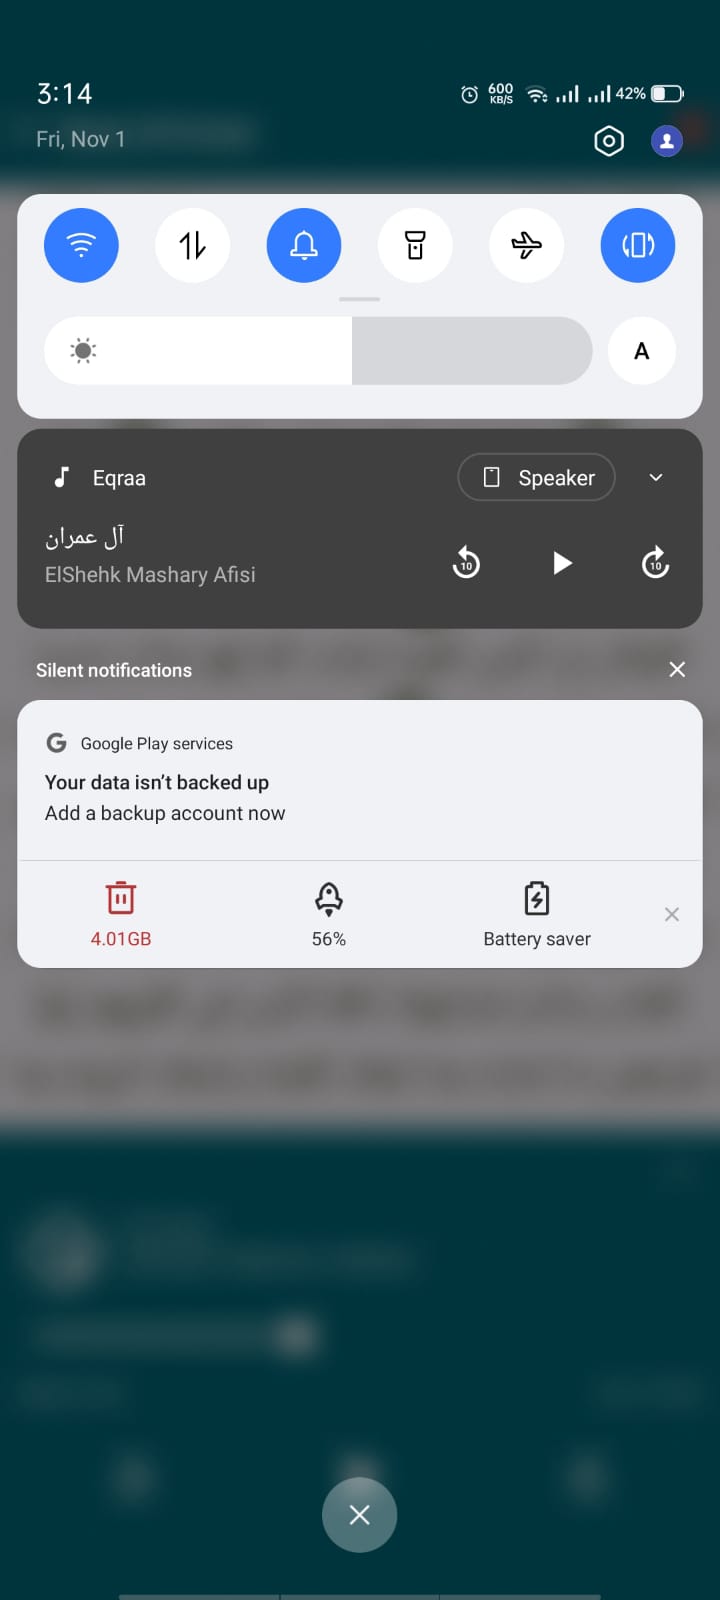 3:14
600
KB/S
42%
Fri, Nov 1
A
Eqraa
Speaker
آل عمران
ElShehk Mashary Afisi
10
10
Silent notifications
Google Play services
Your data isn't backed up
Add a backup account now
4.01GB
56%
Battery saver